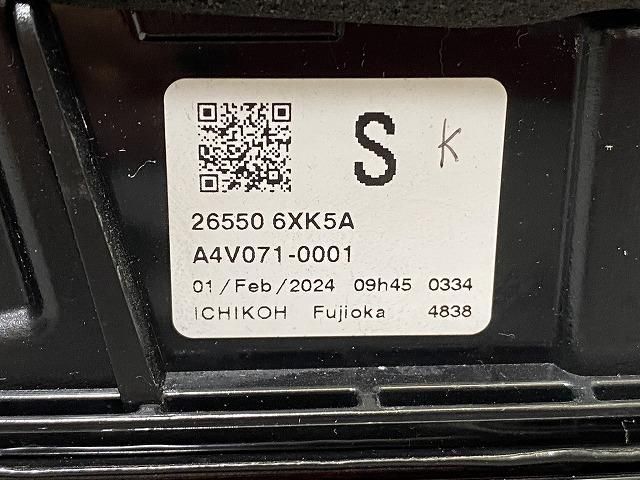 S K
26550 6XK5A
A4V071-0001
01/Feb/2024 09h45 0334
ICHIKOH Fujioka 4838